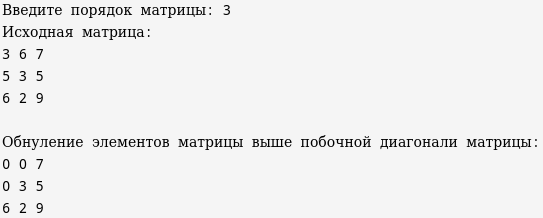 Введите порядок матрицы: 3
Исходная матрица:
3 6 7
5 3 5
6 2 9
Обнуление элементов матрицы выше побочной диагонали матрицы:
0 0 7
0 3 5
6 2 9